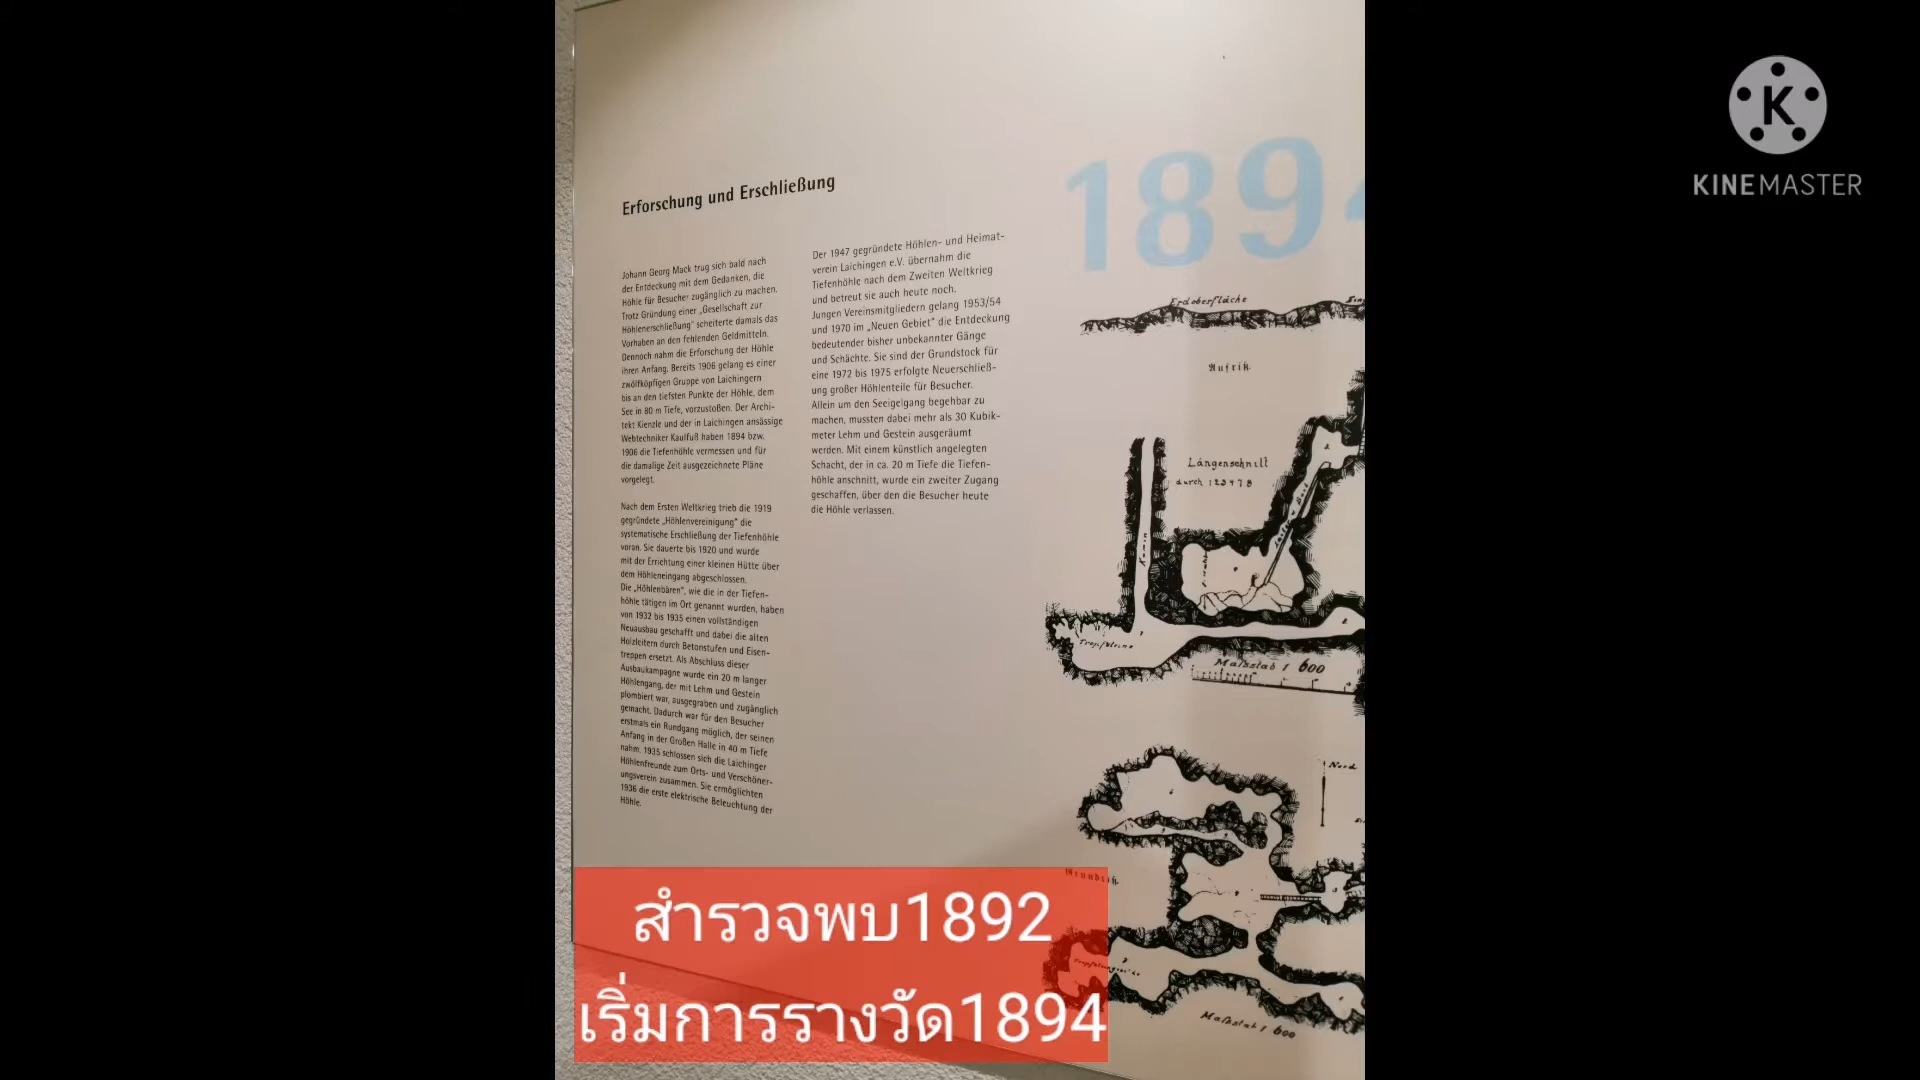 Erforschung und Erschließung
Johann Georg Mack trug sich bald nach
der Entdeckung mit dem Gedanken, die
Höhle für Besucher zugänglich zu machen.
Trotz Gründung einer „Gesellschaft zur
Höhlenerschließung" scheiterte damals das
Vorhaben an den fehlenden Geldmitteln.
Dennoch nahm die Erforschung der Höhle
ihren Anfang. Bereits 1906 gelang es einer
zwölfköpfigen Gruppe von Laichingern
bis an den tiefsten Punkte der Höhle, dem
See in 80 m Tiefe, vorzustoßen. Der Archi-
tekt Kienzle und der in Laichingen ansässige
Webtechniker Kaulfuß haben 1894 bzw.
1906 die Tiefenhöhle vermessen und für
die damalige Zeit ausgezeichnete Pläne
vorgelegt.
Nach dem Ersten Weltkrieg trieb die 1919
gegründete „Höhlenvereinigung" die
systematische Erschließung der Tiefenhöhle
voran. Sie dauerte bis 1920 und wurde
mit der Errichtung einer kleinen Hütte über
dem Höhleneingang abgeschlossen.
Die „Höhlenbären", wie die in der Tiefen-
höhle tätigen im Ort genannt wurden, haben
von 1932 bis 1935 einen vollständigen
Neuausbau geschafft und dabei die alten
Holzleitern durch Betonstufen und Eisen-
treppen ersetzt. Als Abschluss dieser
Ausbaukampagne wurde ein 20 m langer
Höhlengang, der mit Lehm und Gestein
plombiert war, ausgegraben und zugänglich
gemacht. Dadurch war für den Besucher
erstmals ein Rundgang möglich, der seinen
Anfang in der Großen Halle in 40 m Tiefe
nahm. 1935 schlossen sich die Laichinger
Höhlenfreunde zum Orts- und Verschöner-
ungsverein zusammen. Sie ermöglichten
1936 die erste elektrische Beleuchtung der
Höhle.
Der 1947 gegründete Höhlen- und Heimat-
verein Laichingen e.V. übernahm die
Tiefenhöhle nach dem Zweiten Weltkrieg
und betreut sie auch heute noch.
Jungen Vereinsmitgliedern gelang 1953/54
und 1970 im „Neuen Gebiet" die Entdeckung
bedeutender bisher unbekannter Gänge
und Schächte. Sie sind der Grundstock für
eine 1972 bis 1975 erfolgte Neuerschließ-
ung großer Höhlenteile für Besucher.
Allein um den Seeigelgang begehbar zu
machen, mussten dabei mehr als 30 Kubik-
meter Lehm und Gestein ausgeräumt
werden. Mit einem künstlich angelegten
Schacht, der in ca. 20 m Tiefe die Tiefen-
höhle anschnitt, wurde ein zweiter Zugang
geschaffen, über den die Besucher heute
die Höhle verlassen.
1894
Erdoberfläche
Aufriß.
Längenschnitt
durch 1 2 3 4 7 8
Kamin
Tropfsteine
Maßstab 1 600
Nord
Grundriß.
Maßstab 1 600
สำรวจพบ1892
เริ่มการรางวัด1894
K
KINEMASTER